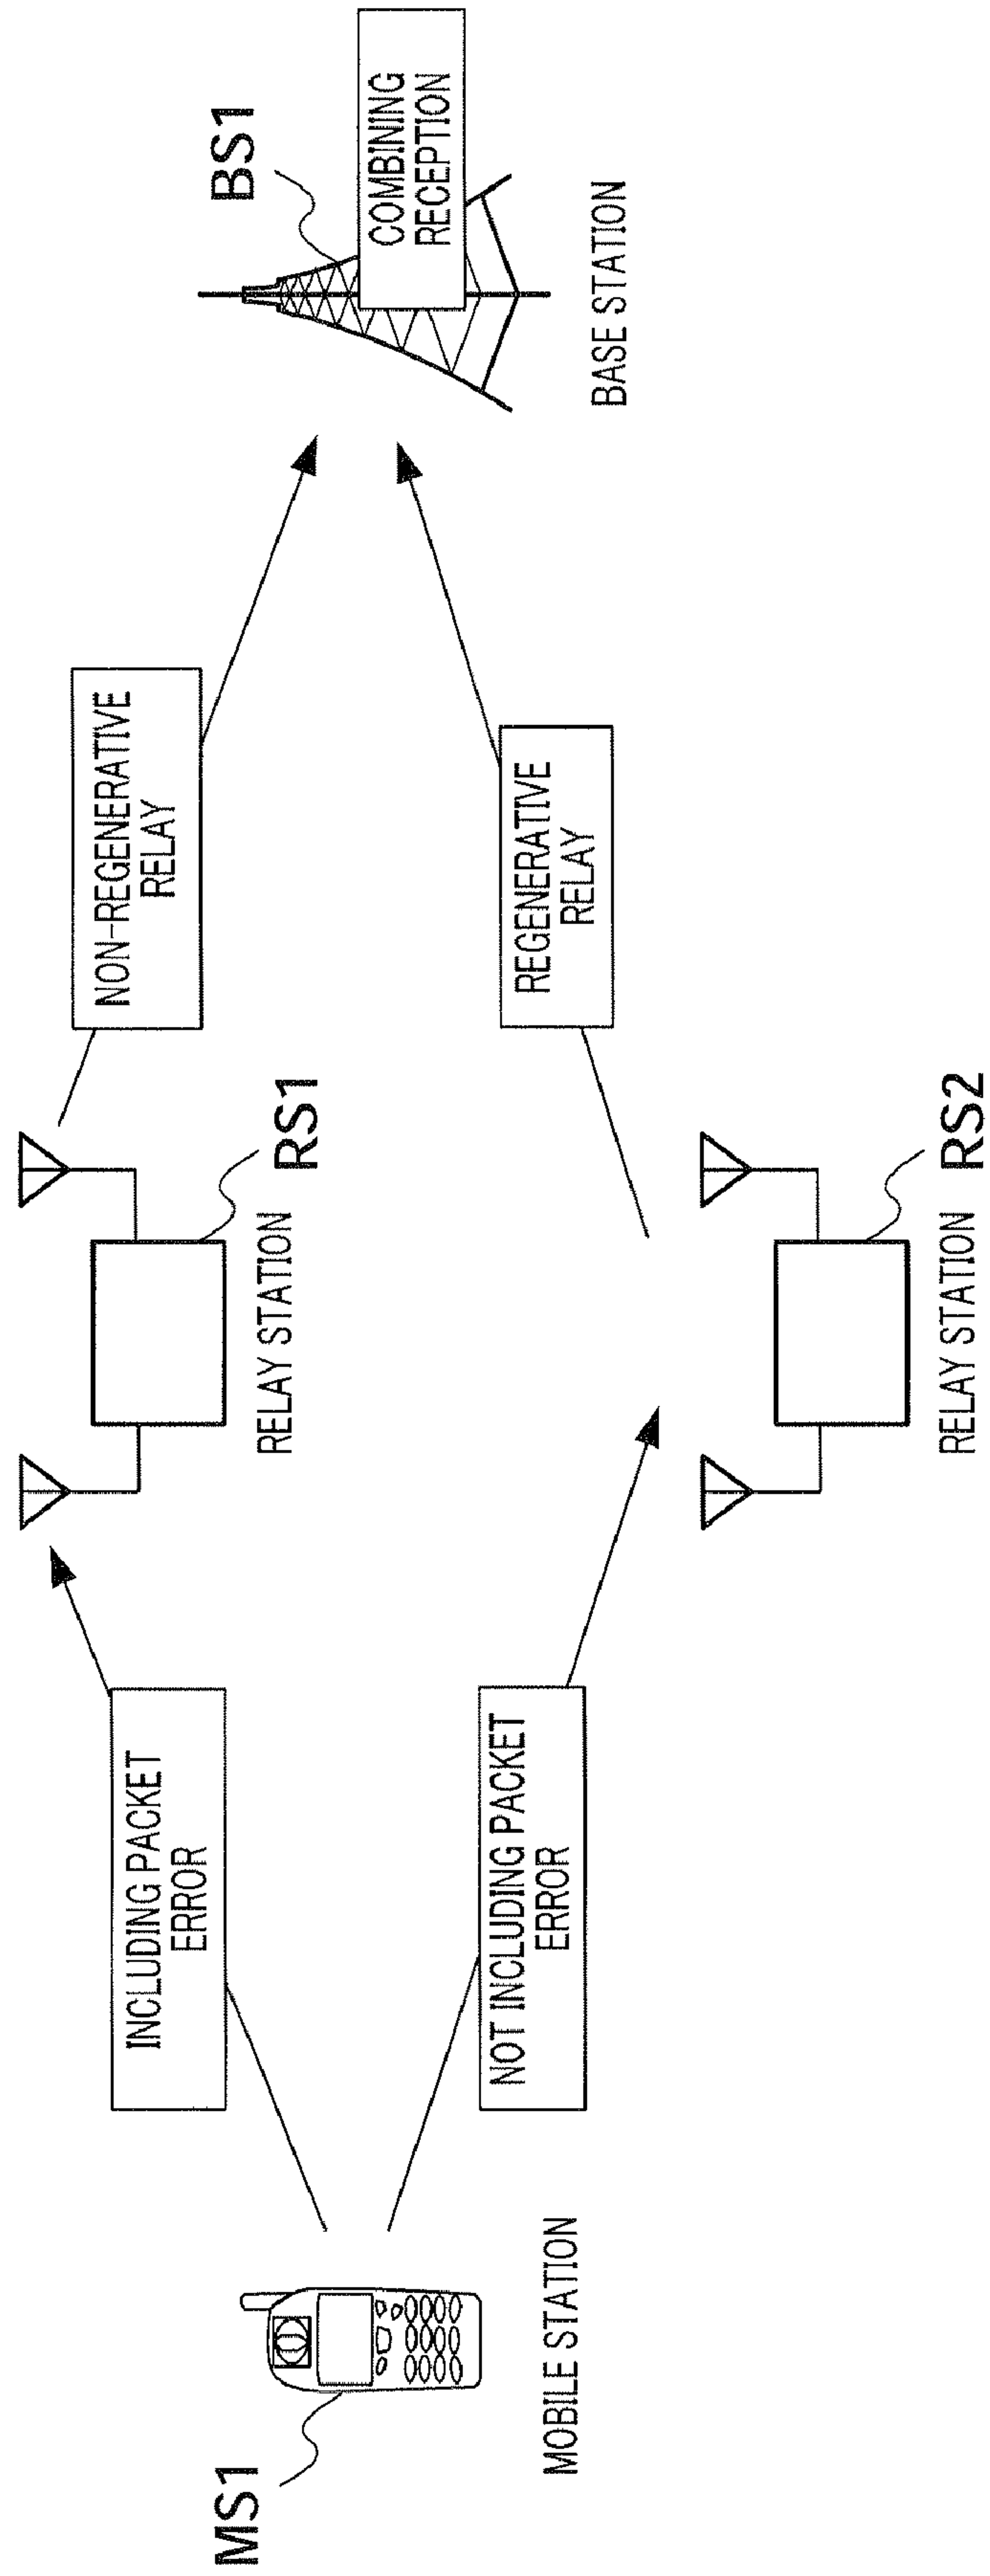 MS1
MOBILE STATION
INCLUDING PACKET
ERROR
NOT INCLUDING PACKET
ERROR
RS1
RELAY STATION
RS2
RELAY STATION
NON-REGENERATIVE
RELAY
REGENERATIVE
RELAY
BS1
COMBINING
RECEPTION
BASE STATION